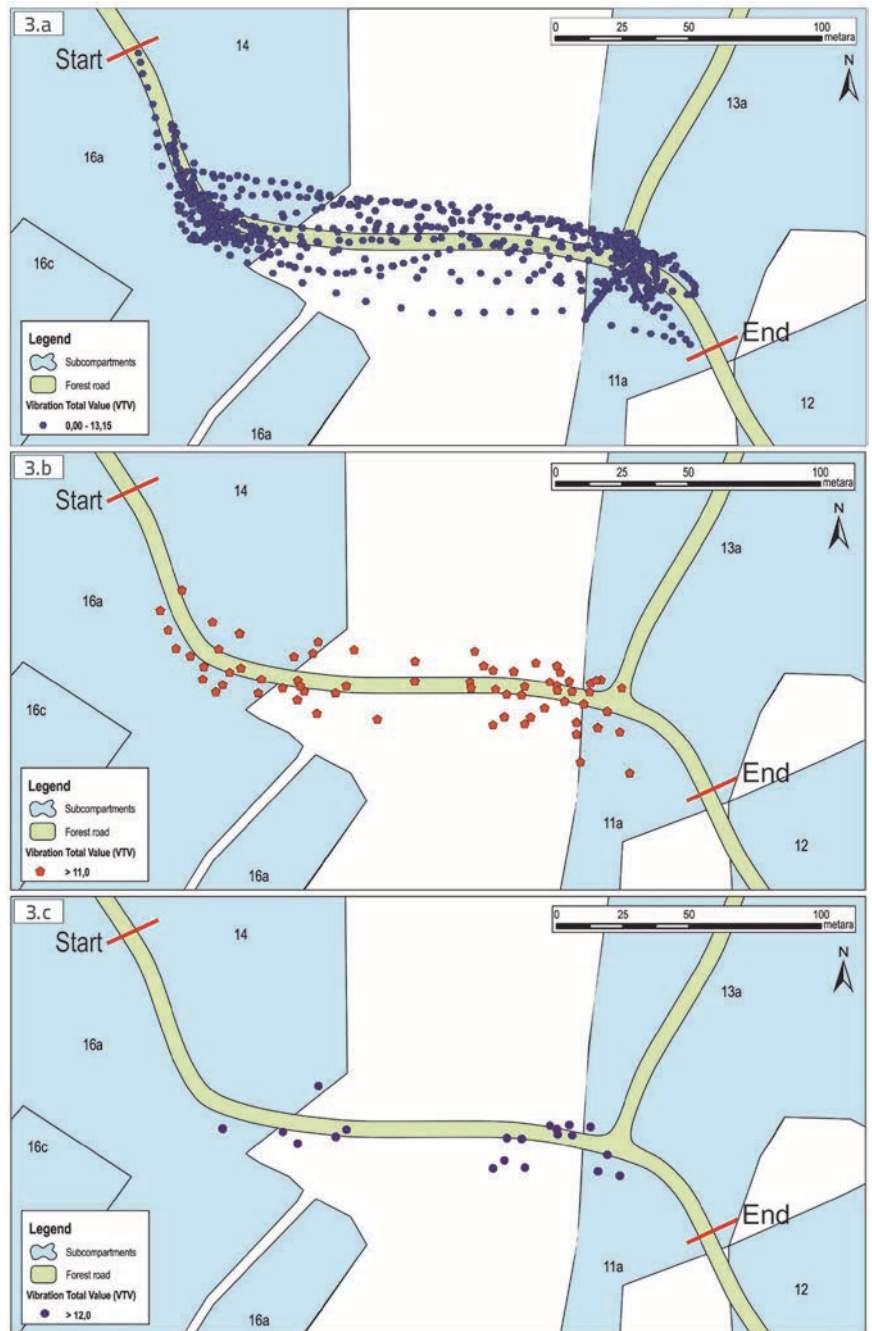 3.a
0 25 50 100
metara
Start
14
N
13a
16a
16c
Legend
Subcompartments
Forest road
Vibration Total Value (VTV)
0,00 - 13,15
End
11a
12
16a
3.b
0 25 50 100
metara
Start
14
N
13a
16a
16c
Legend
Subcompartments
Forest road
Vibration Total Value (VTV)
> 11,0
End
11a
12
16a
3.c
0 25 50 100
metara
Start
14
N
13a
16a
16c
Legend
Subcompartments
Forest road
Vibration Total Value (VTV)
> 12,0
End
11a
12
16a